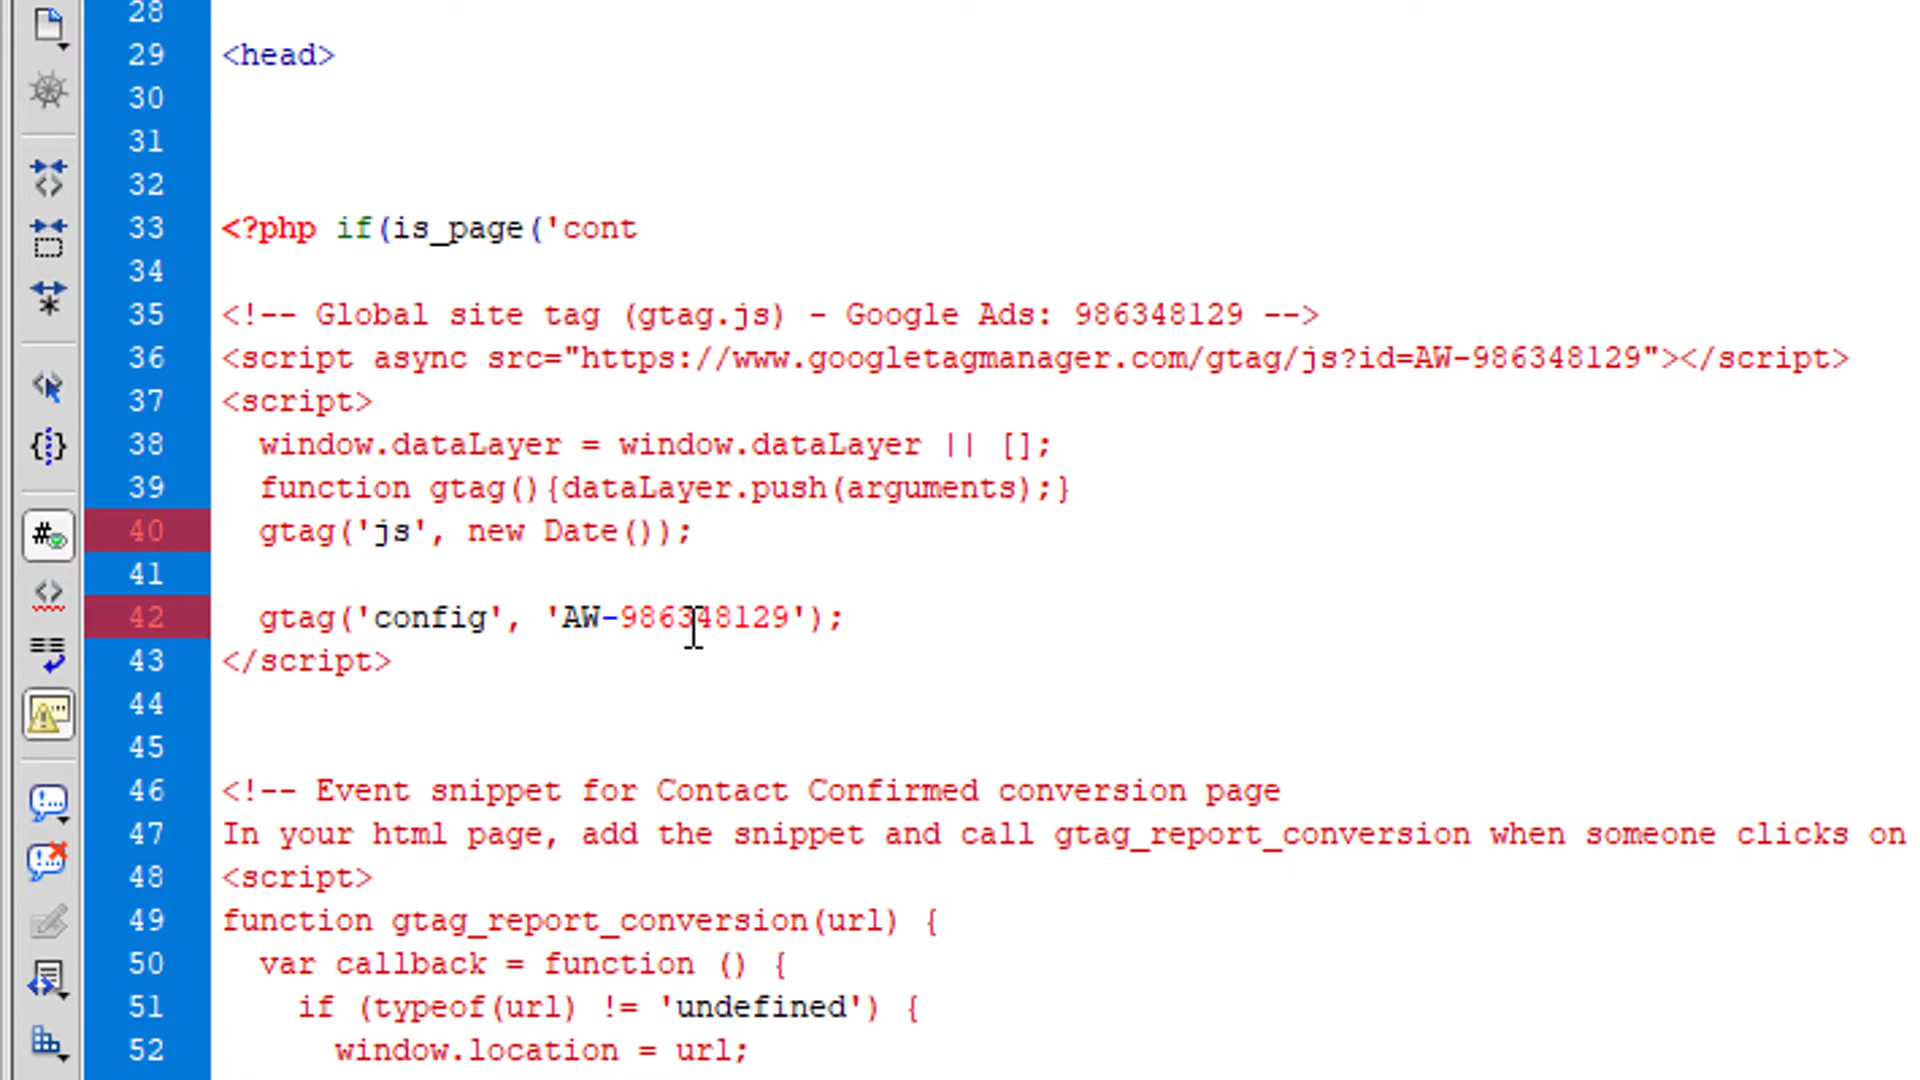 28
29 <head>
30
31
32
33 <?php if(is_page('cont
34
35 <!-- Global site tag (gtag.js) - Google Ads: 986348129 -->
36 <script async src="https://www.googletagmanager.com/gtag/js?id=AW-986348129"></script>
37 <script>
38 window.dataLayer = window.dataLayer || [];
39 function gtag(){dataLayer.push(arguments);}
40 gtag('js', new Date());
41
42 gtag('config', 'AW-986348129');
43 </script>
44
45
46 <!-- Event snippet for Contact Confirmed conversion page
47 In your html page, add the snippet and call gtag_report_conversion when someone clicks on
48 <script>
49 function gtag_report_conversion(url) {
50 var callback = function () {
51 if (typeof(url) != 'undefined') {
52 window.location = url;